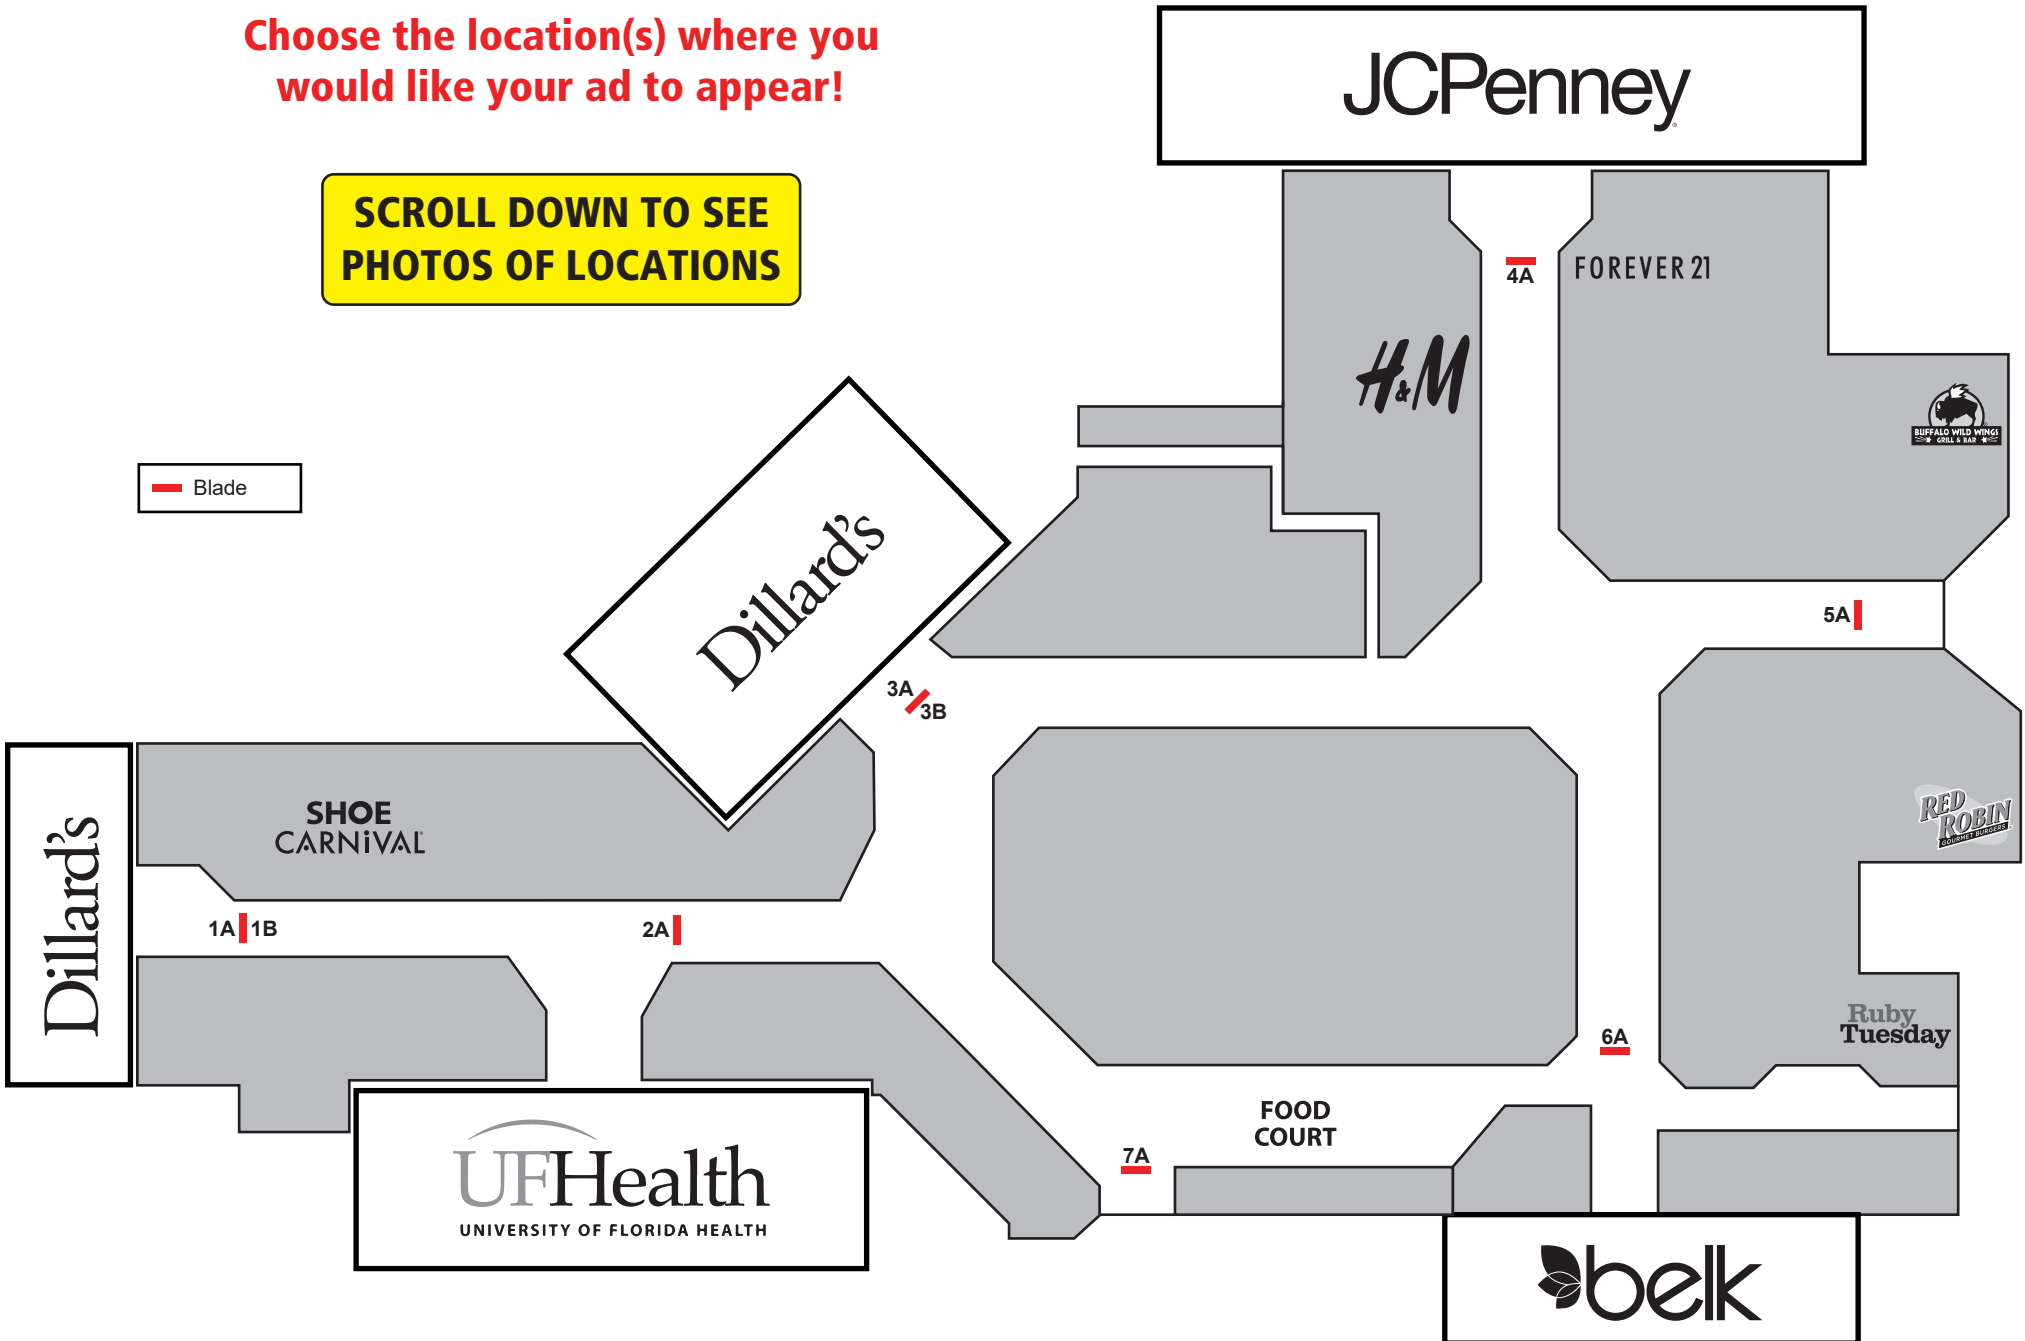 Choose the location(s) where you
would like your ad to appear!
SCROLL DOWN TO SEE
PHOTOS OF LOCATIONS
JCPenney
4A
FOREVER 21
H&M
BUFFALO WILD WINGS
GRILL & BAR
Blade
Dillard's
5A
3A
3B
Dillard's
SHOE
CARNiVAL
RED
ROBIN
GOURMET BURGERS
1A 1B
2A
Ruby
Tuesday
6A
FOOD
COURT
7A
UFHealth
UNIVERSITY OF FLORIDA HEALTH
belk